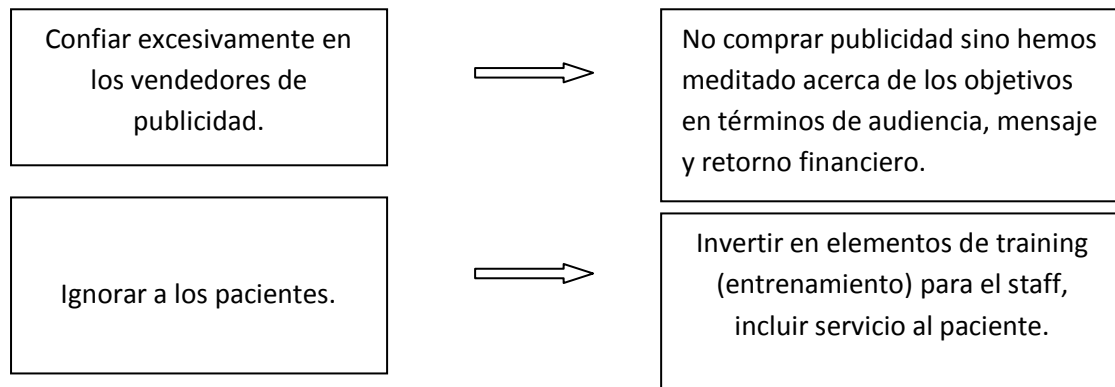 Confiar excesivamente en
los vendedores de
publicidad.
No comprar publicidad sino hemos
meditado acerca de los objetivos
en términos de audiencia, mensaje
y retorno financiero.
Ignorar a los pacientes.
Invertir en elementos de training
(entrenamiento) para el staff,
incluir servicio al paciente.